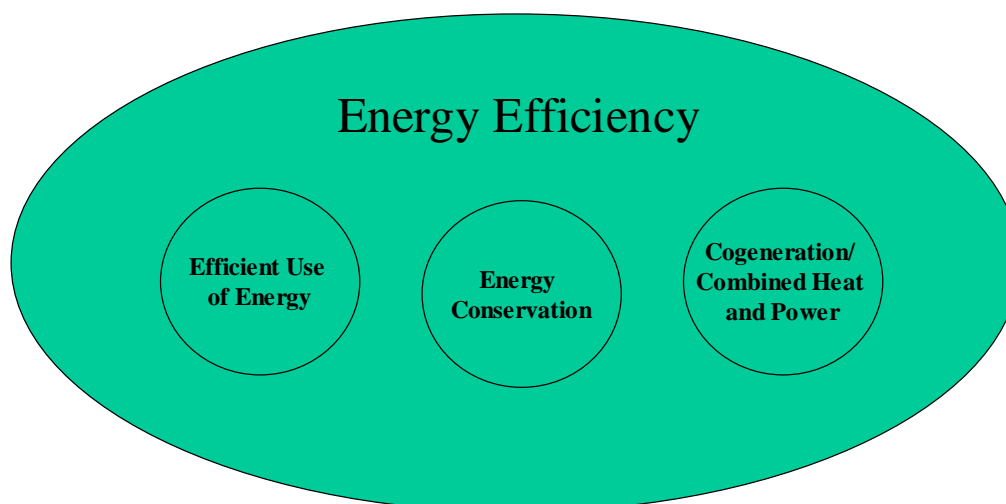 Energy Efficiency
Efficient Use
of Energy
Energy
Conservation
Cogeneration/
Combined Heat
and Power